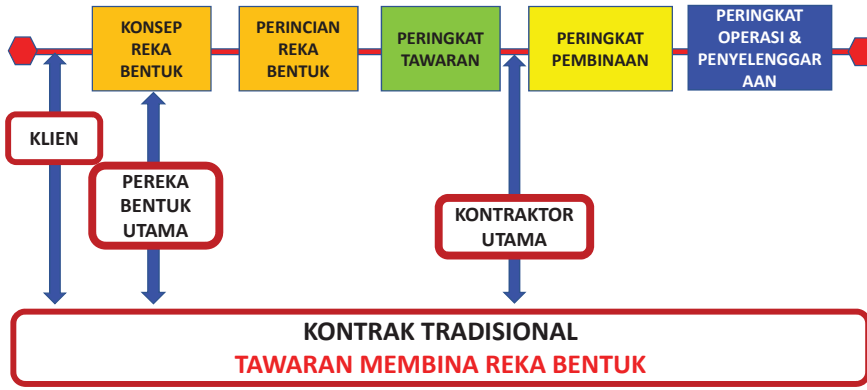 KONSEP
REKA
BENTUK
PERINCIAN
REKA
BENTUK
PERINGKAT
TAWARAN
PERINGKAT
PEMBINAAN
PERINGKAT
OPERASI &
PENYELENGGAR
AAN
KLIEN
PEREKA
BENTUK
UTAMA
KONTRAKTOR
UTAMA
KONTRAK TRADISIONAL
TAWARAN MEMBINA REKA BENTUK